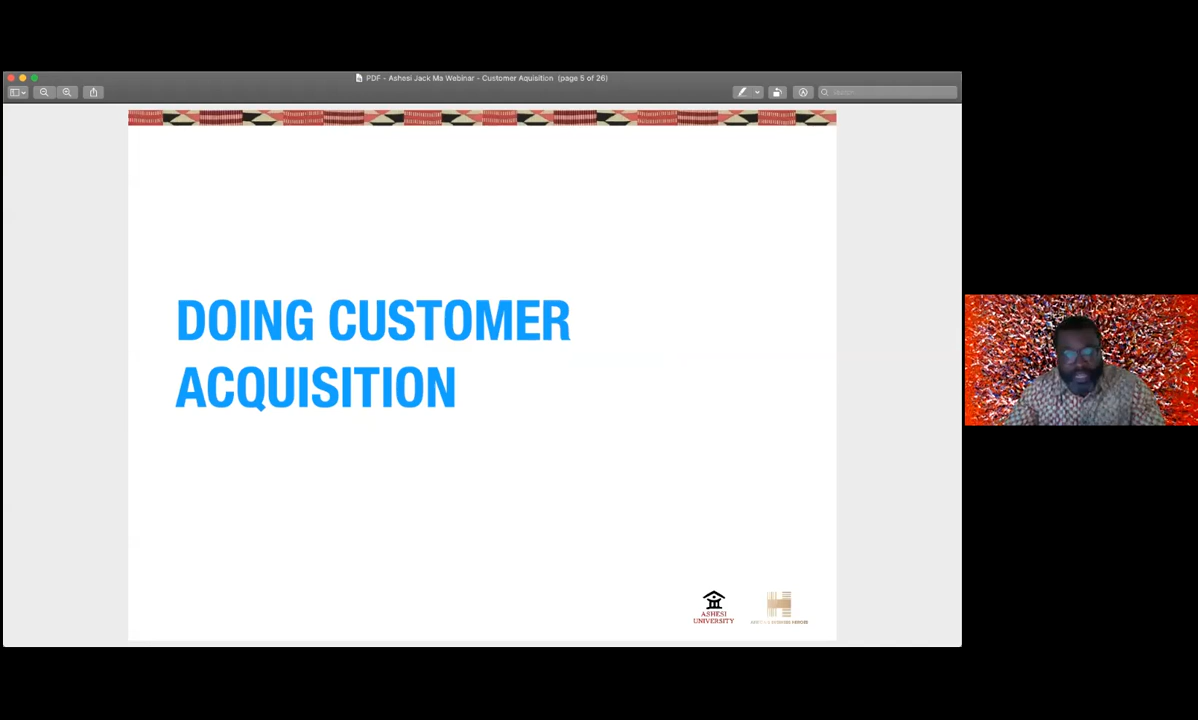 PDF - Ashesi Jack Ma Webinar - Customer Aquisition (page 5 of 26)
DOING CUSTOMER
ACQUISITION
ASHESI
UNIVERSITY